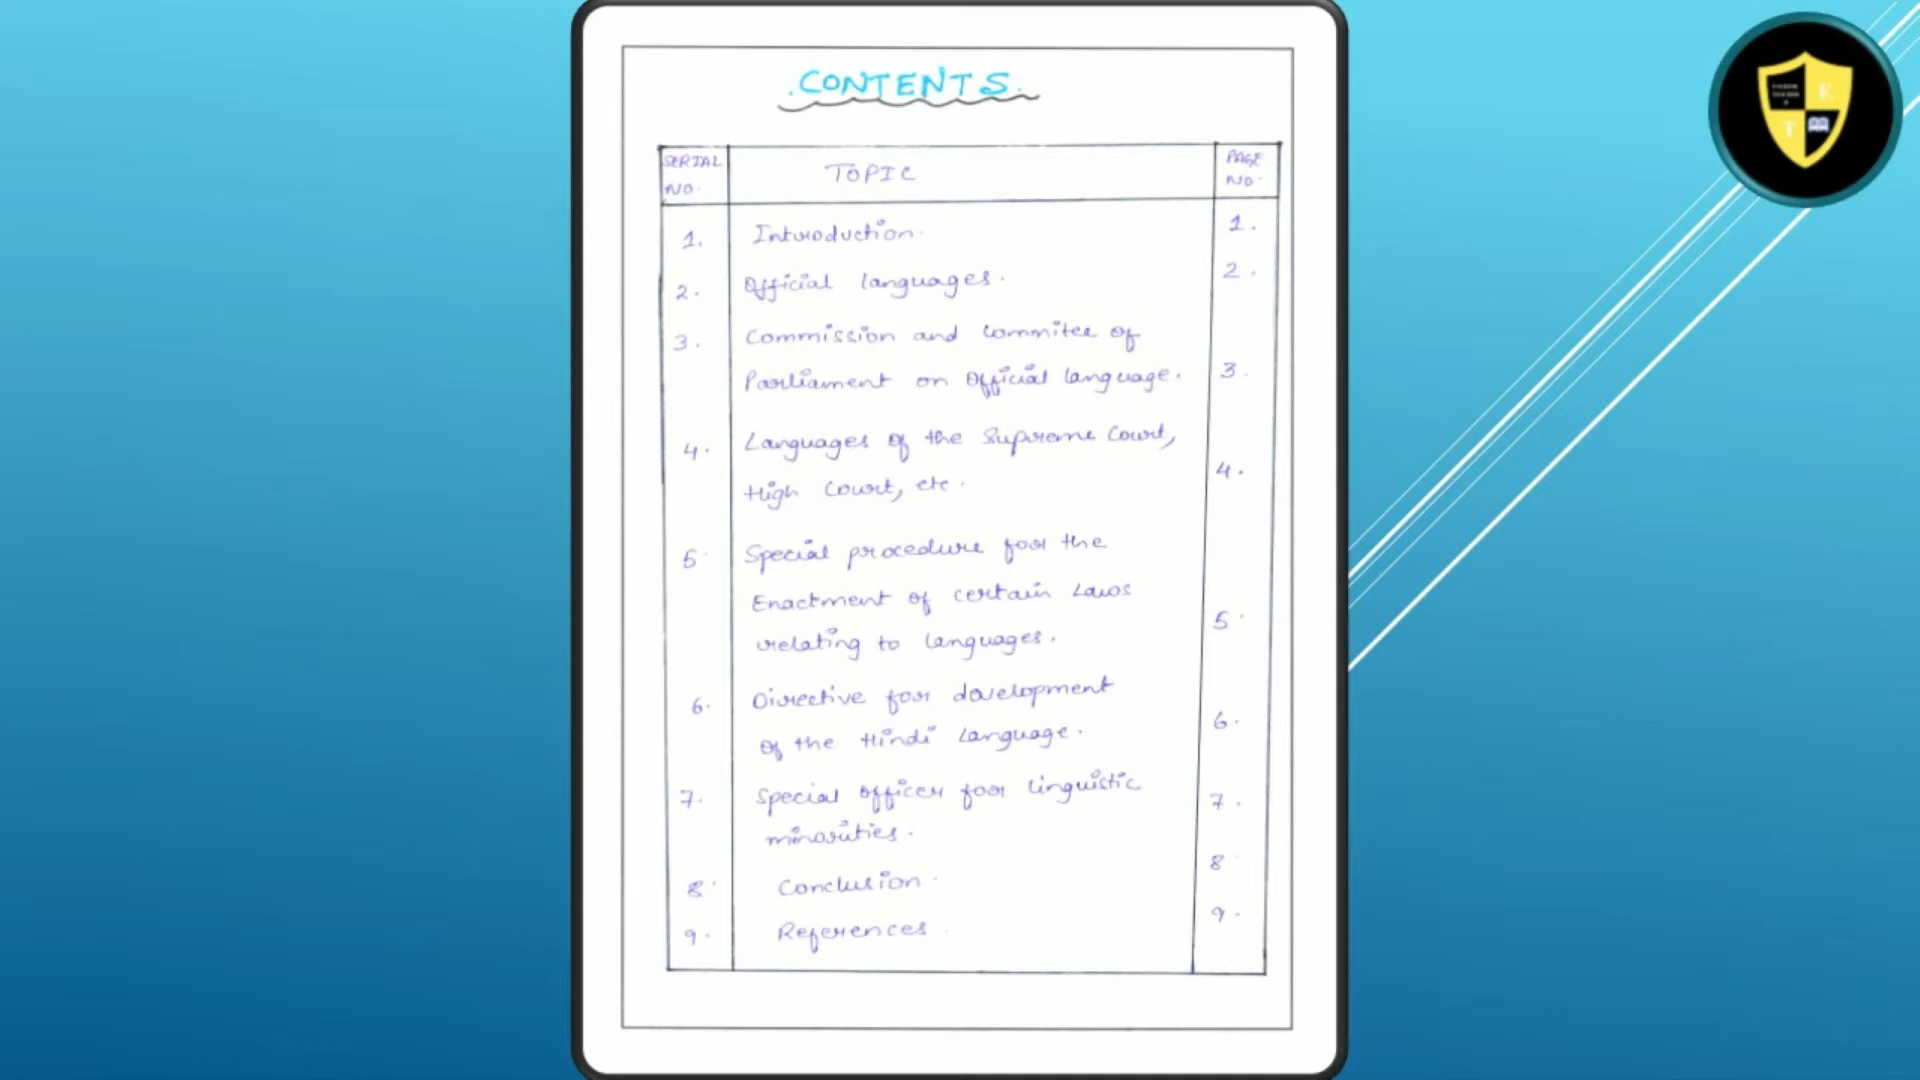 CONTENTS.
SERIAL NO. TOPIC PAGE NO.
1. Introduction. 1.
2. Official languages. 2.
3. Commission and Commitee of
Parliament on Official language. 3.
4. Languages of the Supreme Court,
High Court, etc. 4.
5. Special procedure for the
Enactment of certain Laws
relating to languages. 5.
6. Directive for development
of the Hindi Language. 6.
7. Special officer for linguistic
minorities. 7.
8. Conclusion. 8
9. References. 9.
E
T